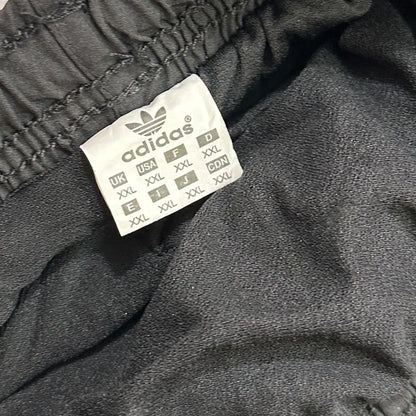 adidas®
UK USA F D
XXL XXL XXL XXL
E I J CDN
XXL XXL XXL XXL